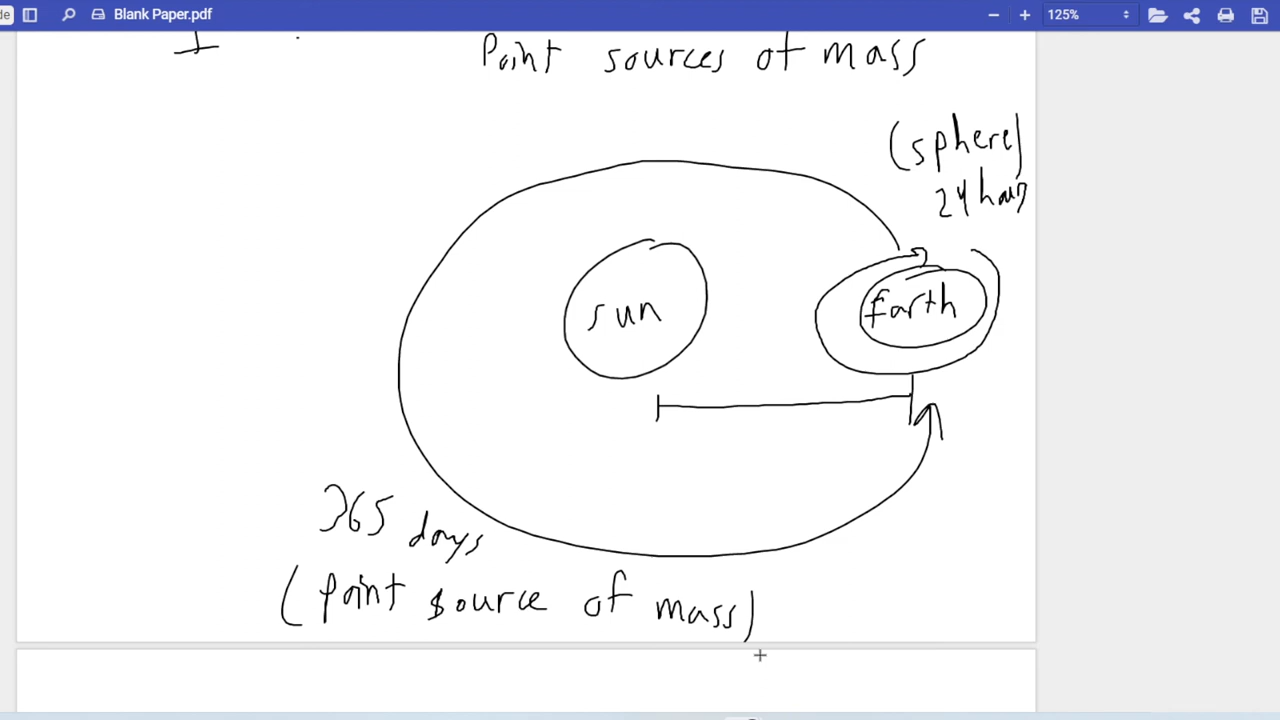 de
Blank Paper.pdf
125%
I
Point sources of mass
(sphere)
24 hours
sun
Earth
365 days
(point source of mass)